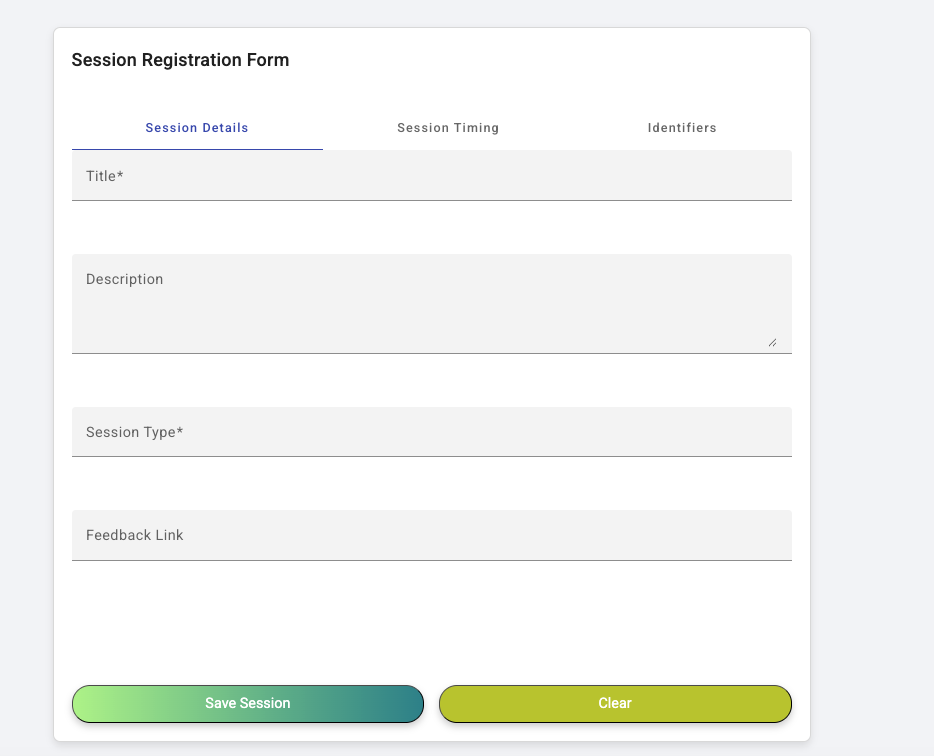 Session Registration Form
Session Details Session Timing Identifiers
Title*
Description
Session Type*
Feedback Link
Save Session Clear